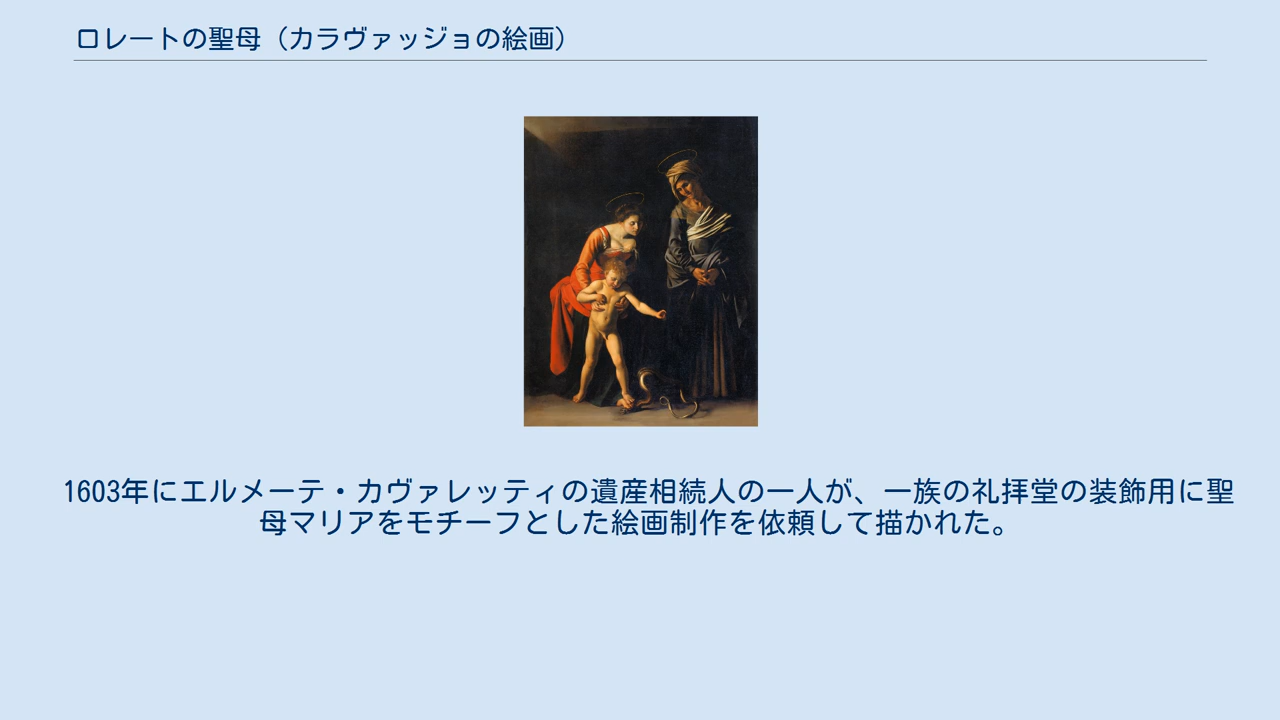 ロレートの聖母（カラヴァッジョの絵画）
1603年にエルメーテ・カヴァレッティの遺産相続人の一人が、一族の礼拝堂の装飾用に聖
母マリアをモチーフとした絵画制作を依頼して描かれた。